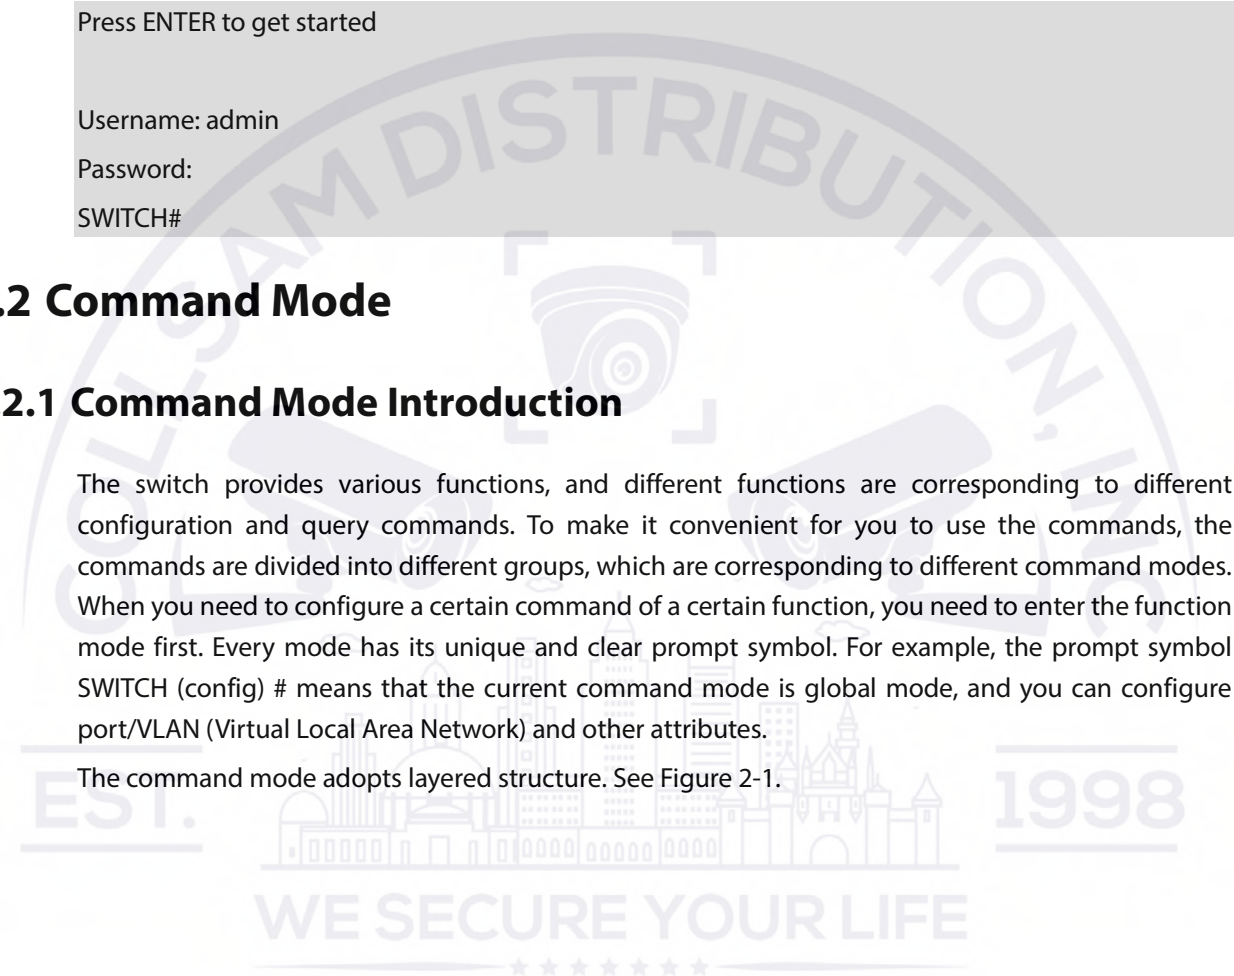 Press ENTER to get started
Username: admin
Password:
SWITCH#
.2 Command Mode
.2.1 Command Mode Introduction
The switch provides various functions, and different functions are corresponding to different
configuration and query commands. To make it convenient for you to use the commands, the
commands are divided into different groups, which are corresponding to different command modes.
When you need to configure a certain command of a certain function, you need to enter the function
mode first. Every mode has its unique and clear prompt symbol. For example, the prompt symbol
SWITCH (config) # means that the current command mode is global mode, and you can configure
port/VLAN (Virtual Local Area Network) and other attributes.
The command mode adopts layered structure. See Figure 2-1.
COLLSAM DISTRIBUTION, INC
EST. 1998
WE SECURE YOUR LIFE